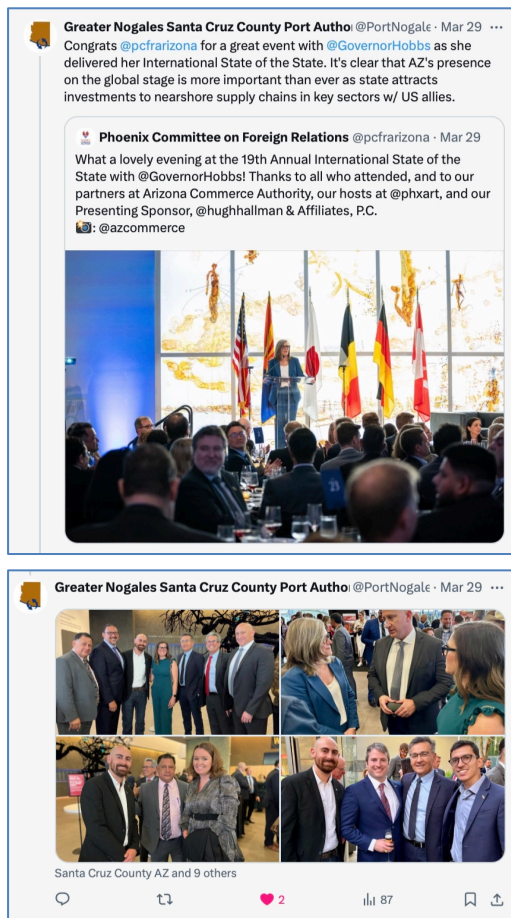 Greater Nogales Santa Cruz County Port Autho @PortNogale · Mar 29 ···
Congrats @pcfrarizona for a great event with @GovernorHobbs as she
delivered her International State of the State. It's clear that AZ's presence
on the global stage is more important than ever as state attracts
investments to nearshore supply chains in key sectors w/ US allies.
Phoenix Committee on Foreign Relations @pcfrarizona · Mar 29
What a lovely evening at the 19th Annual International State of the
State with @GovernorHobbs! Thanks to all who attended, and to our
partners at Arizona Commerce Authority, our hosts at @phxart, and our
Presenting Sponsor, @hughhallman & Affiliates, P.C.
📷: @azcommerce
23
Greater Nogales Santa Cruz County Port Autho @PortNogale · Mar 29 ···
Santa Cruz County AZ and 9 others
2
87